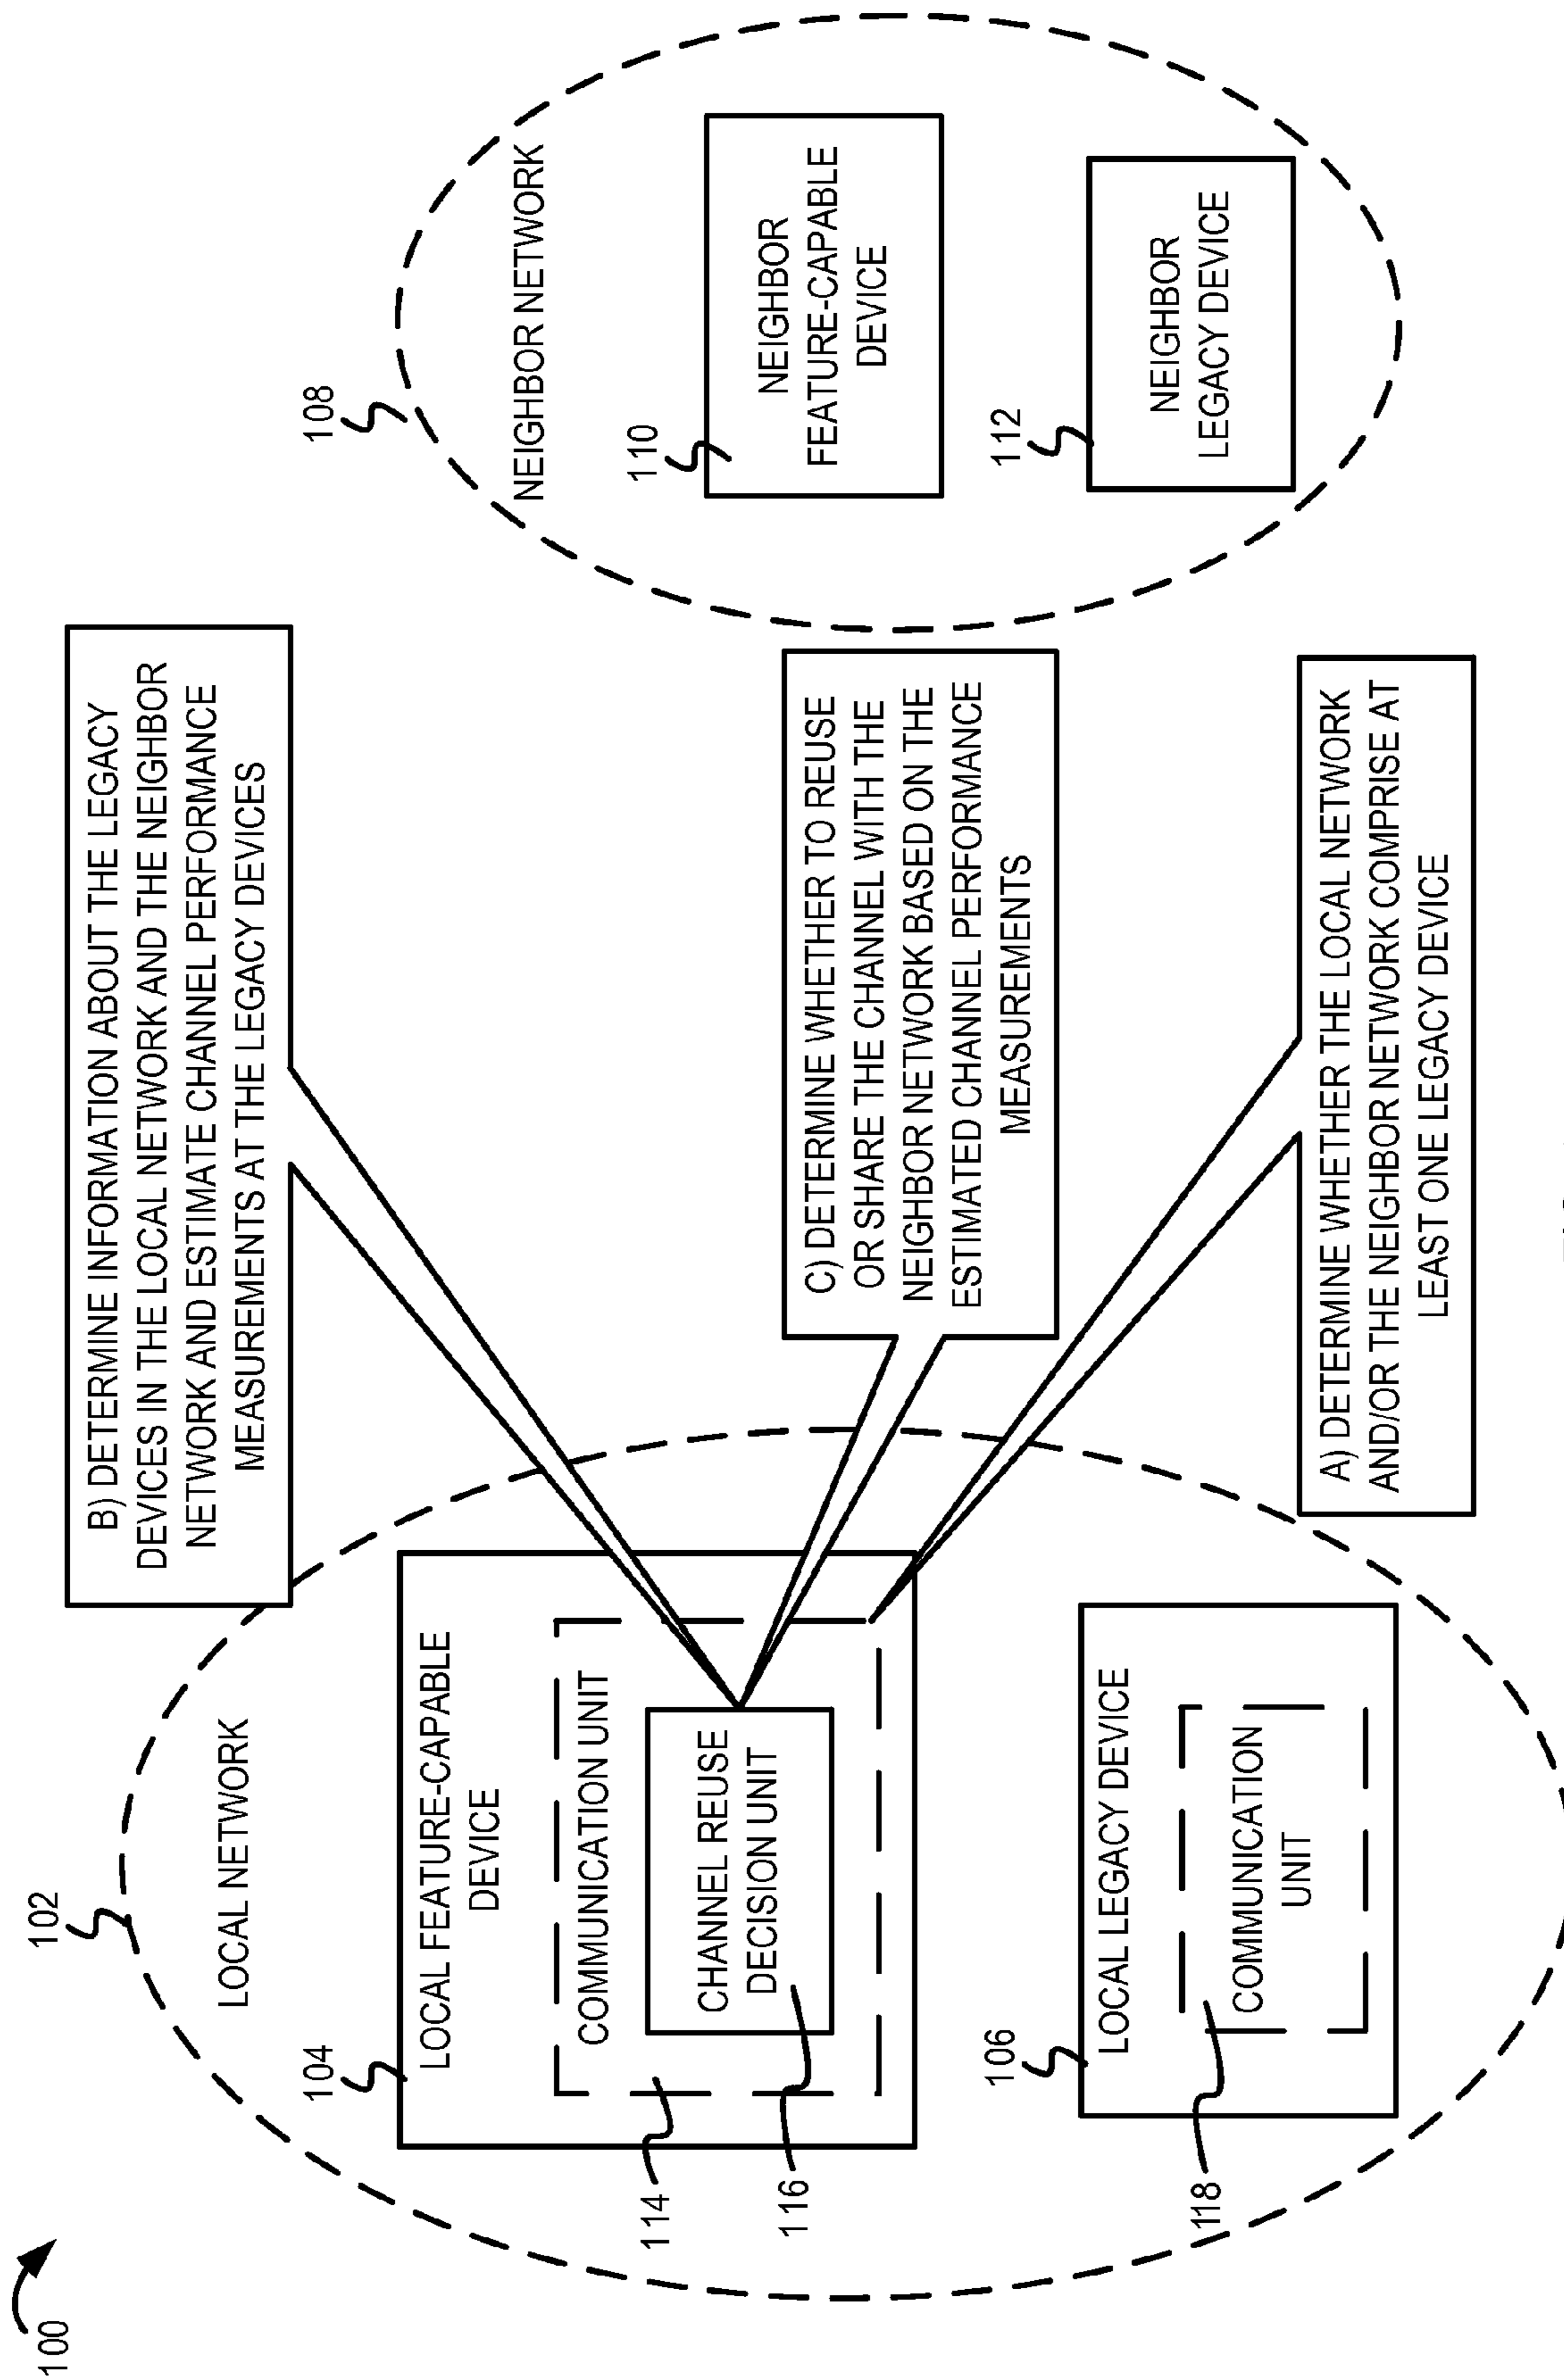 100
102
LOCAL NETWORK
104
LOCAL FEATURE-CAPABLE
DEVICE
COMMUNICATION UNIT
CHANNEL REUSE
DECISION UNIT
114
116
106
LOCAL LEGACY DEVICE
COMMUNICATION
UNIT
118
B) DETERMINE INFORMATION ABOUT THE LEGACY
DEVICES IN THE LOCAL NETWORK AND THE NEIGHBOR
NETWORK AND ESTIMATE CHANNEL PERFORMANCE
MEASUREMENTS AT THE LEGACY DEVICES
C) DETERMINE WHETHER TO REUSE
OR SHARE THE CHANNEL WITH THE
NEIGHBOR NETWORK BASED ON THE
ESTIMATED CHANNEL PERFORMANCE
MEASUREMENTS
A) DETERMINE WHETHER THE LOCAL NETWORK
AND/OR THE NEIGHBOR NETWORK COMPRISE AT
LEAST ONE LEGACY DEVICE
108
NEIGHBOR NETWORK
110
NEIGHBOR
FEATURE-CAPABLE
DEVICE
112
NEIGHBOR
LEGACY DEVICE